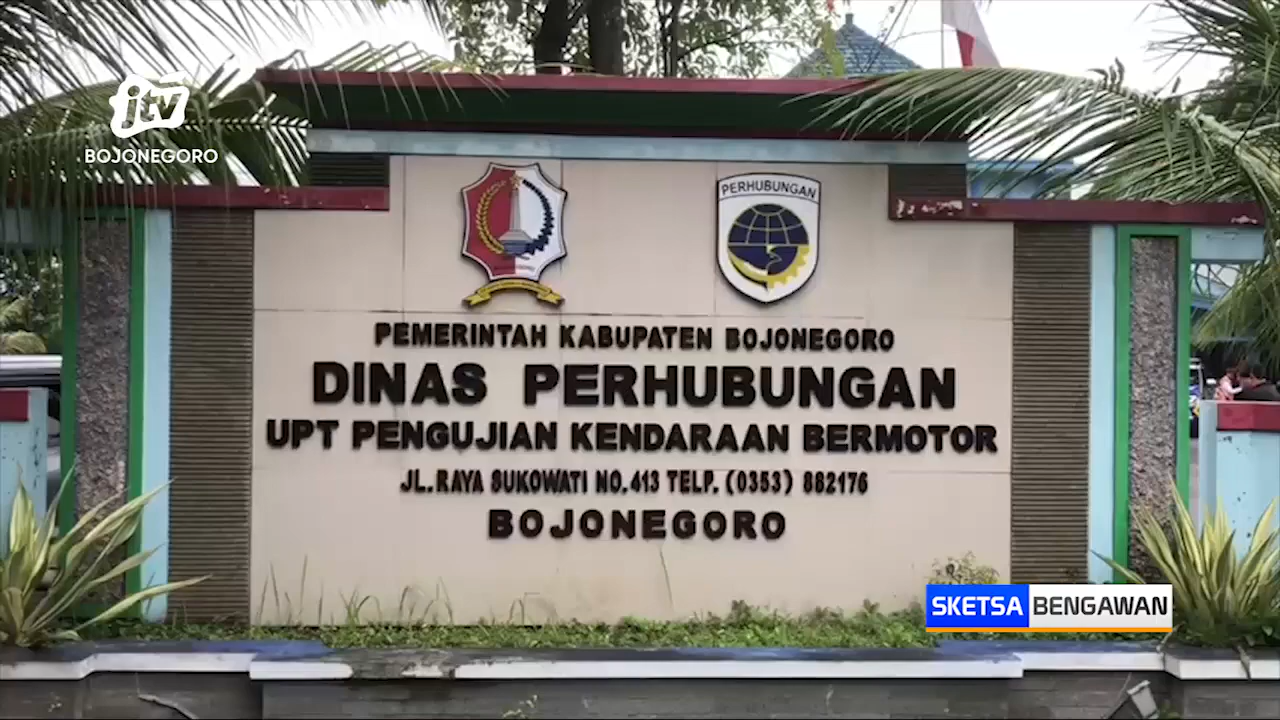 jtv
BOJONEGORO
PERHUBUNGAN
PEMERINTAH KABUPATEN BOJONEGORO
DINAS PERHUBUNGAN
UPT PENGUJIAN KENDARAAN BERMOTOR
JL. RAYA SUKOWATI NO. 413 TELP. (0353) 882176
BOJONEGORO
SKETSA BENGAWAN